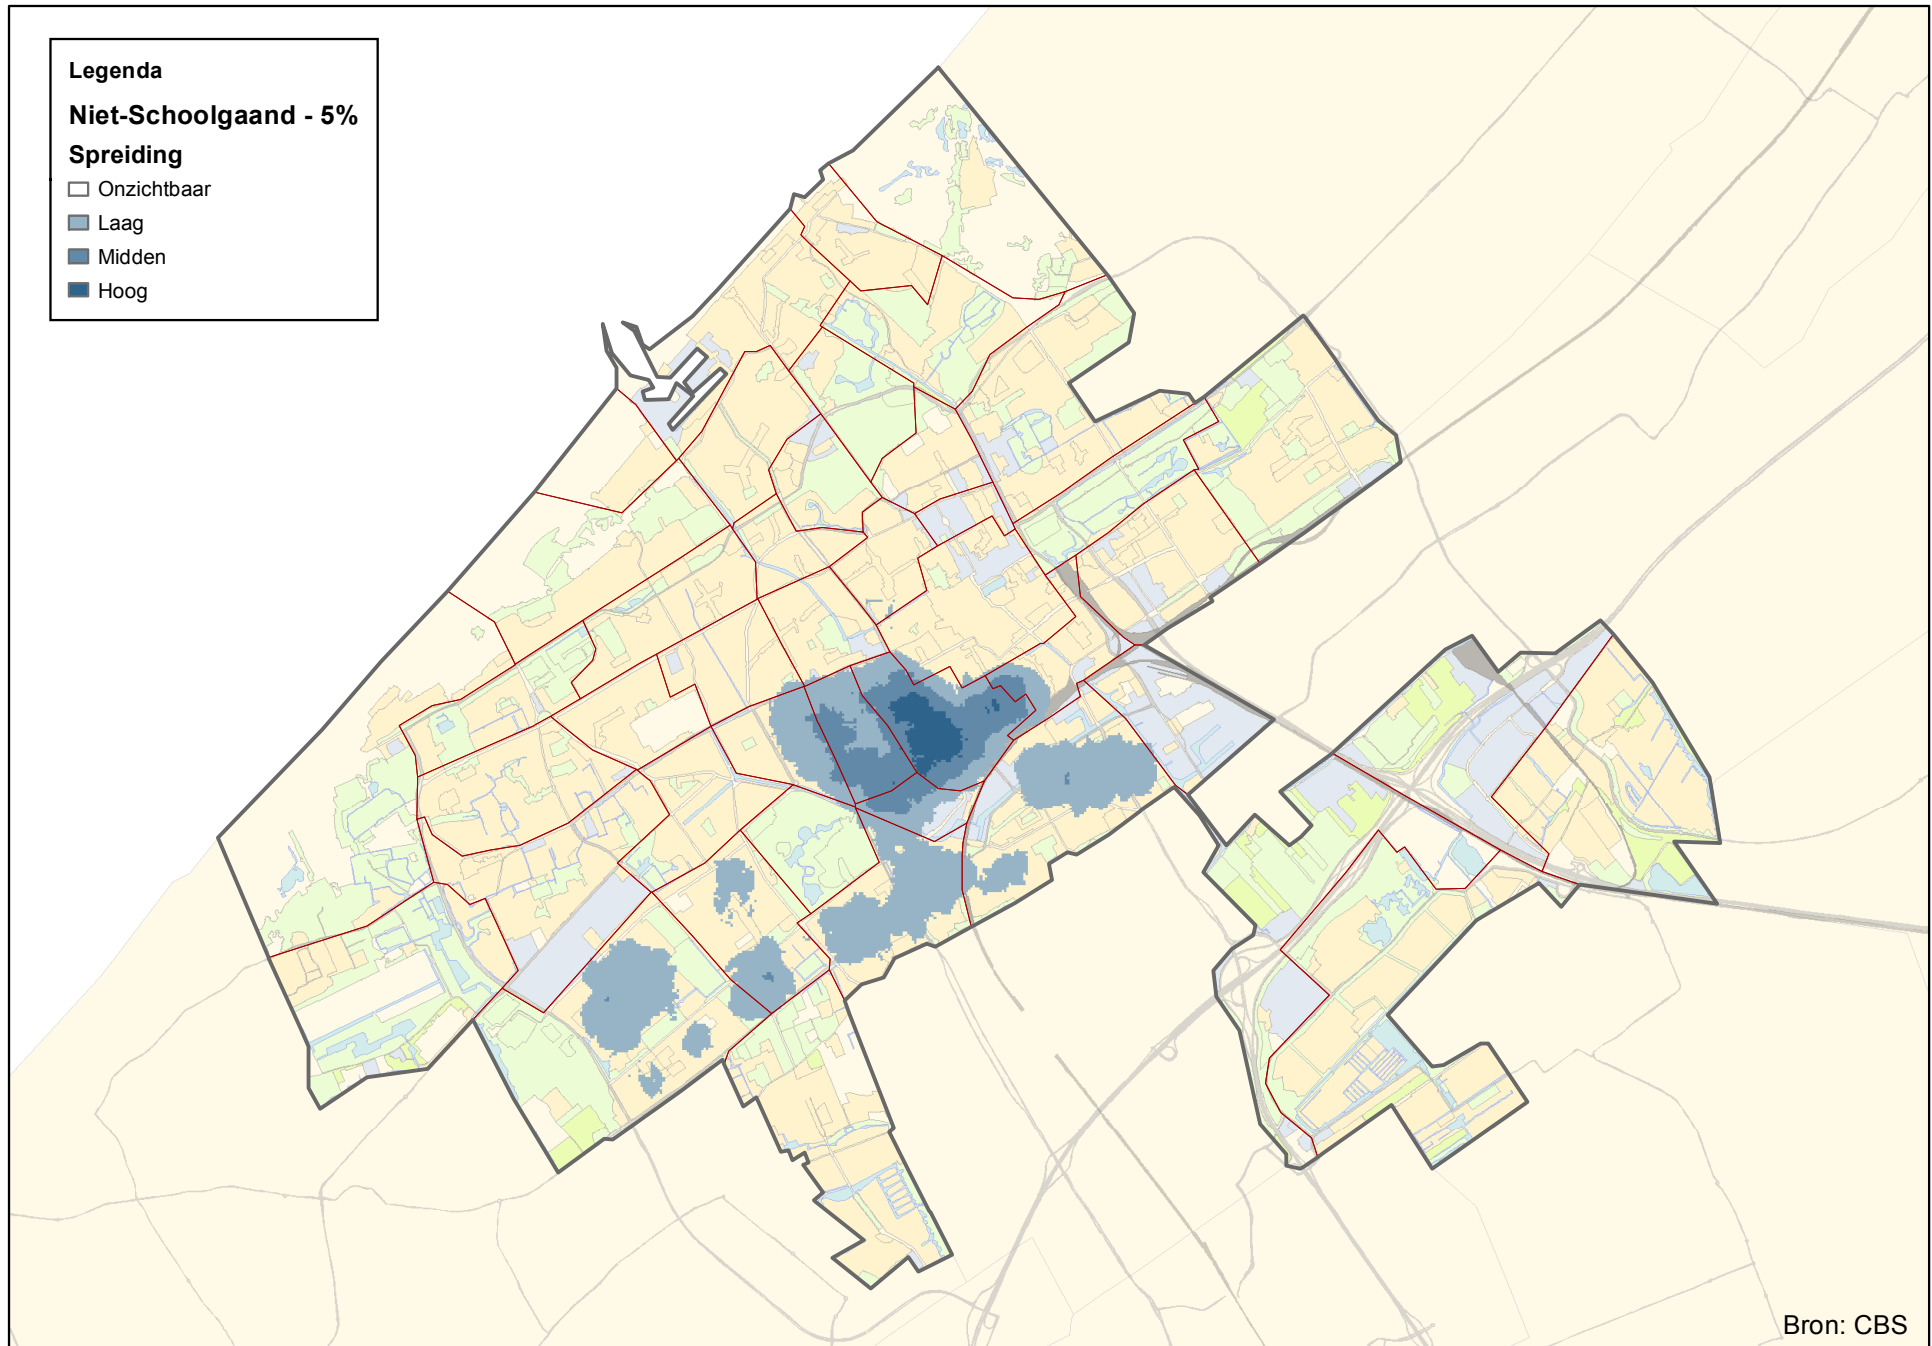 Legenda
Niet-Schoolgaand - 5%
Spreiding
Onzichtbaar
Laag
Midden
Hoog
Bron: CBS